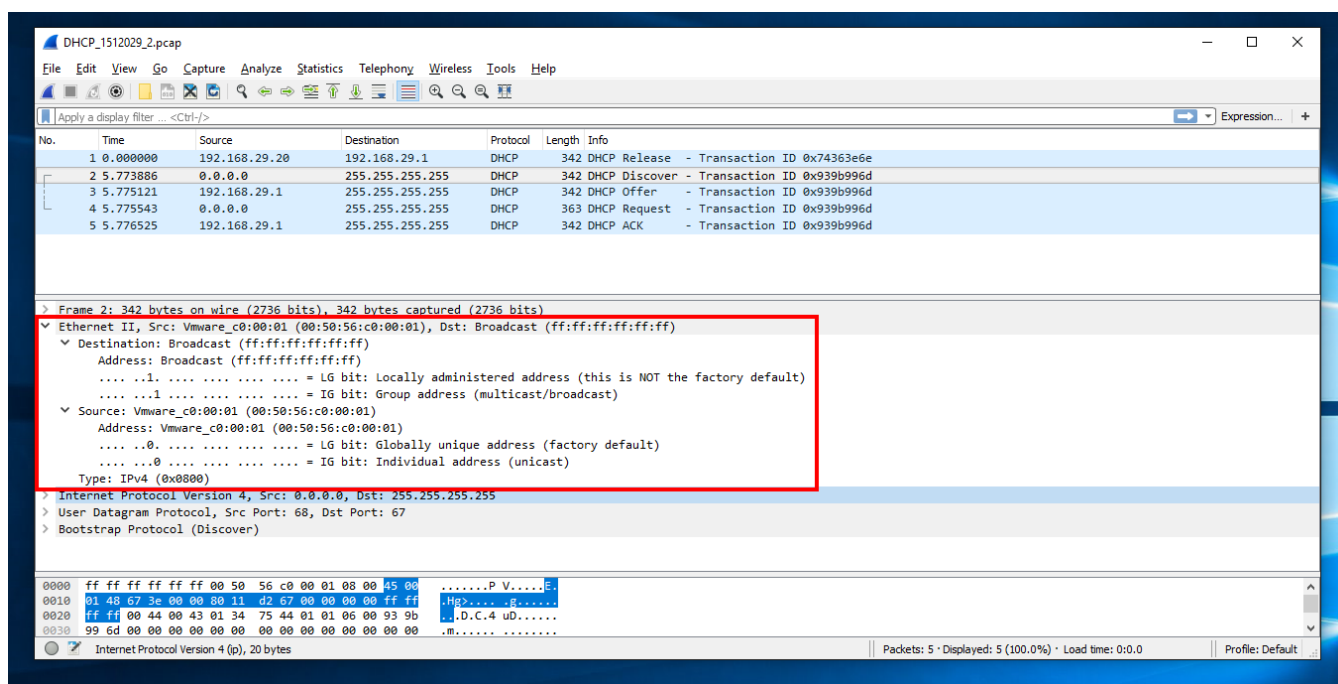 DHCP_1512029_2.pcap
File Edit View Go Capture Analyze Statistics Telephony Wireless Tools Help
Apply a display filter ... <Ctrl-/> Expression... +
No. Time Source Destination Protocol Length Info
1 0.000000 192.168.29.20 192.168.29.1 DHCP 342 DHCP Release - Transaction ID 0x74363e6e
2 5.773886 0.0.0.0 255.255.255.255 DHCP 342 DHCP Discover - Transaction ID 0x939b996d
3 5.775121 192.168.29.1 255.255.255.255 DHCP 342 DHCP Offer - Transaction ID 0x939b996d
4 5.775543 0.0.0.0 255.255.255.255 DHCP 363 DHCP Request - Transaction ID 0x939b996d
5 5.776525 192.168.29.1 255.255.255.255 DHCP 342 DHCP ACK - Transaction ID 0x939b996d
> Frame 2: 342 bytes on wire (2736 bits), 342 bytes captured (2736 bits)
Ethernet II, Src: Vmware_c0:00:01 (00:50:56:c0:00:01), Dst: Broadcast (ff:ff:ff:ff:ff:ff)
Destination: Broadcast (ff:ff:ff:ff:ff:ff)
Address: Broadcast (ff:ff:ff:ff:ff:ff)
.... ..1. .... .... .... .... = LG bit: Locally administered address (this is NOT the factory default)
.... ...1 .... .... .... .... = IG bit: Group address (multicast/broadcast)
Source: Vmware_c0:00:01 (00:50:56:c0:00:01)
Address: Vmware_c0:00:01 (00:50:56:c0:00:01)
.... ..0. .... .... .... .... = LG bit: Globally unique address (factory default)
.... ...0 .... .... .... .... = IG bit: Individual address (unicast)
Type: IPv4 (0x0800)
> Internet Protocol Version 4, Src: 0.0.0.0, Dst: 255.255.255.255
> User Datagram Protocol, Src Port: 68, Dst Port: 67
> Bootstrap Protocol (Discover)
0000 ff ff ff ff ff ff 00 50 56 c0 00 01 08 00 45 00 .......P V.....E.
0010 01 48 67 3e 00 00 80 11 d2 67 00 00 00 00 ff ff .Hg>.... .g......
0020 ff ff 00 44 00 43 01 34 75 44 01 01 06 00 93 9b ...D.C.4 uD......
0030 99 6d 00 00 00 00 00 00 00 00 00 00 00 00 00 00 .m...... ........
Internet Protocol Version 4 (ip), 20 bytes Packets: 5 · Displayed: 5 (100.0%) · Load time: 0:0.0 Profile: Default